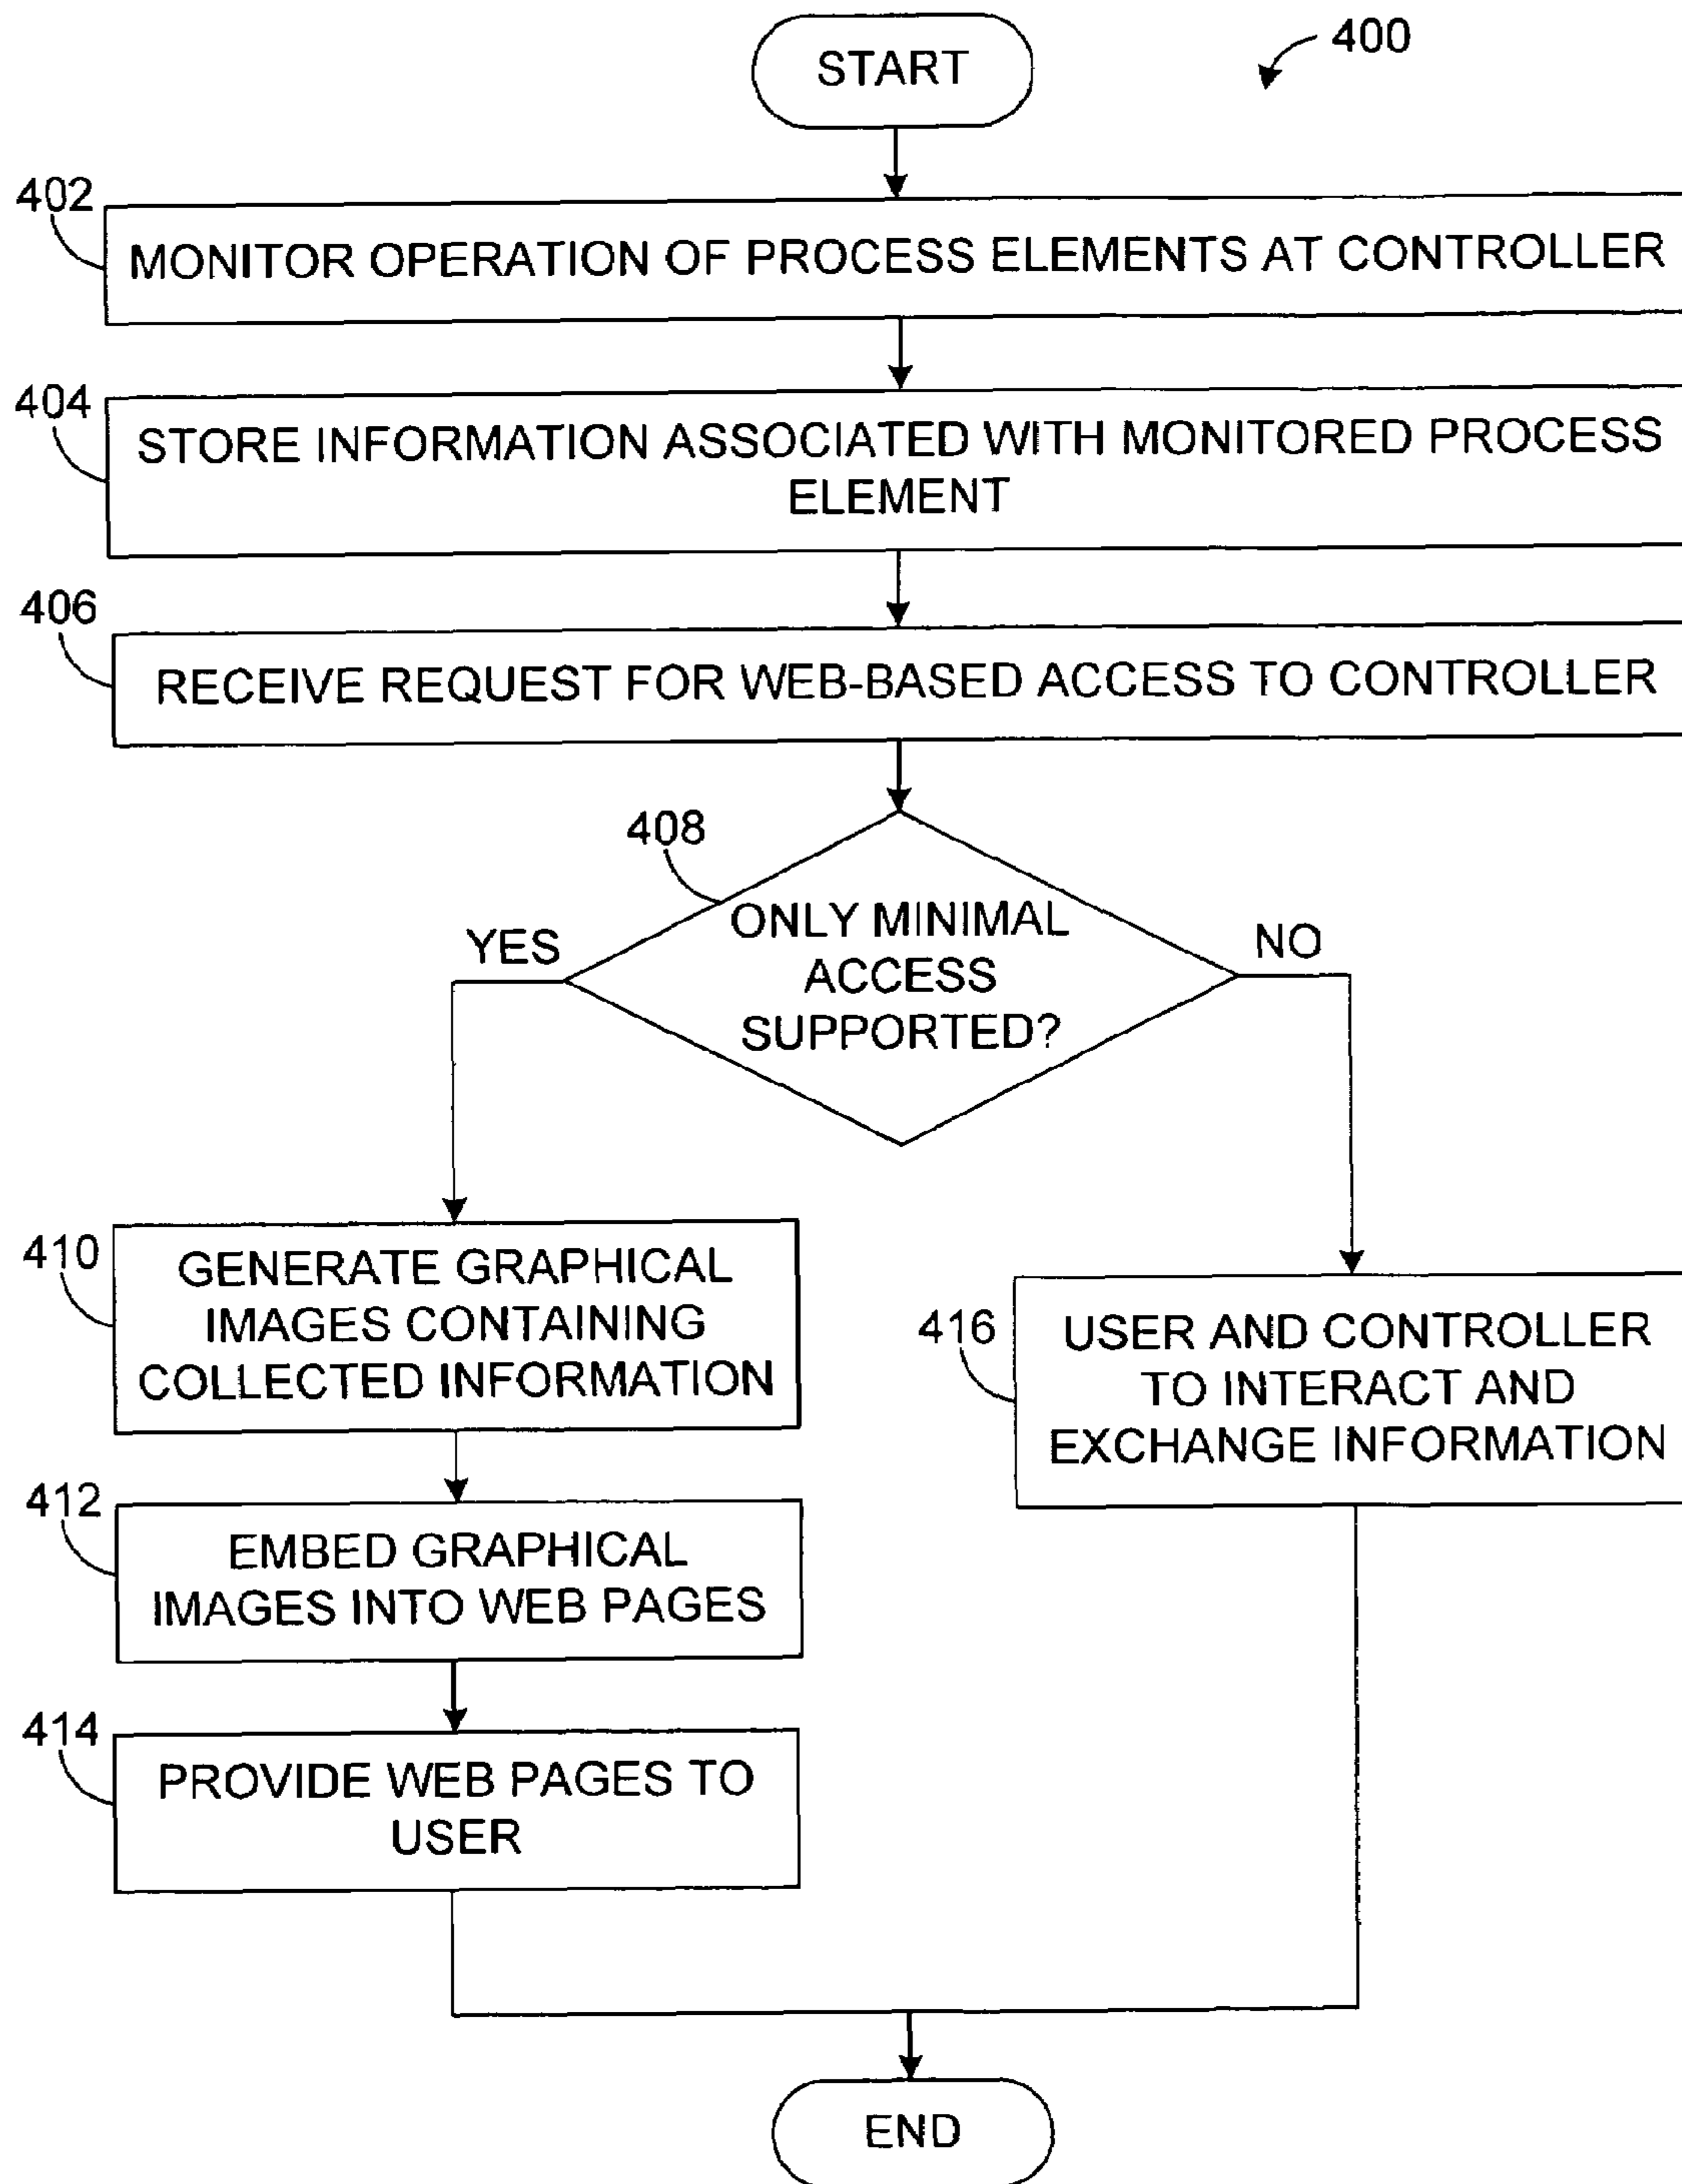 START
400
402
MONITOR OPERATION OF PROCESS ELEMENTS AT CONTROLLER
404
STORE INFORMATION ASSOCIATED WITH MONITORED PROCESS
ELEMENT
406
RECEIVE REQUEST FOR WEB-BASED ACCESS TO CONTROLLER
408
ONLY MINIMAL
ACCESS
SUPPORTED?
YES
NO
410
GENERATE GRAPHICAL
IMAGES CONTAINING
COLLECTED INFORMATION
416
USER AND CONTROLLER
TO INTERACT AND
EXCHANGE INFORMATION
412
EMBED GRAPHICAL
IMAGES INTO WEB PAGES
414
PROVIDE WEB PAGES TO
USER
END